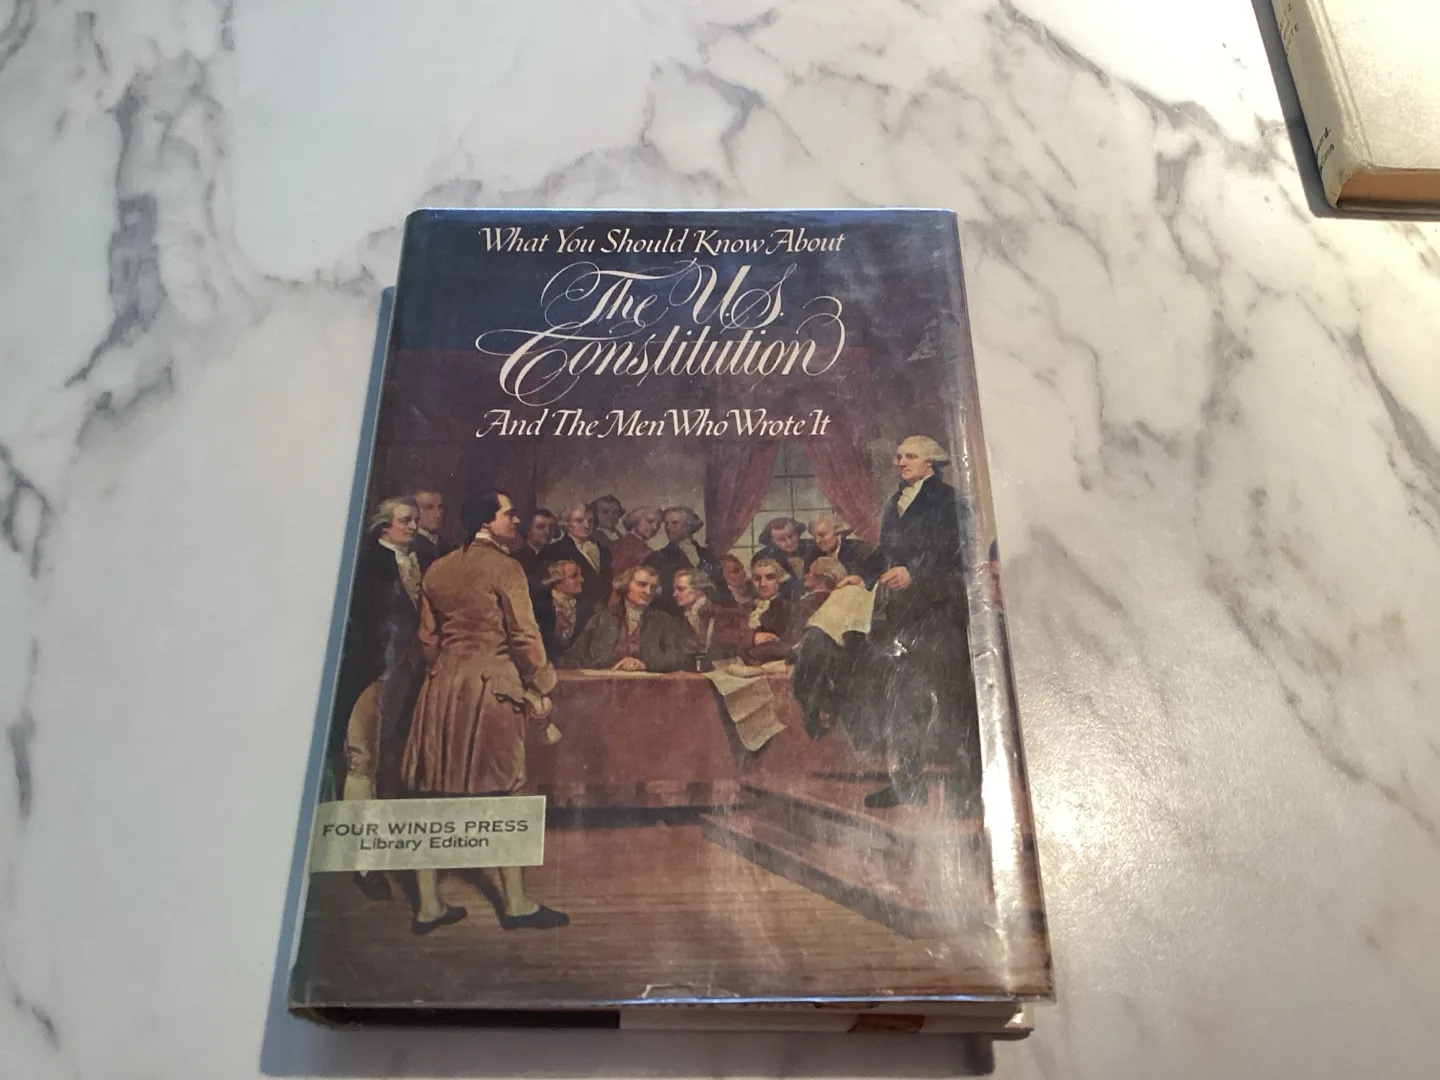 What You Should Know About
The U.S.
Constitution
And The Men Who Wrote It
FOUR WINDS PRESS
Library Edition